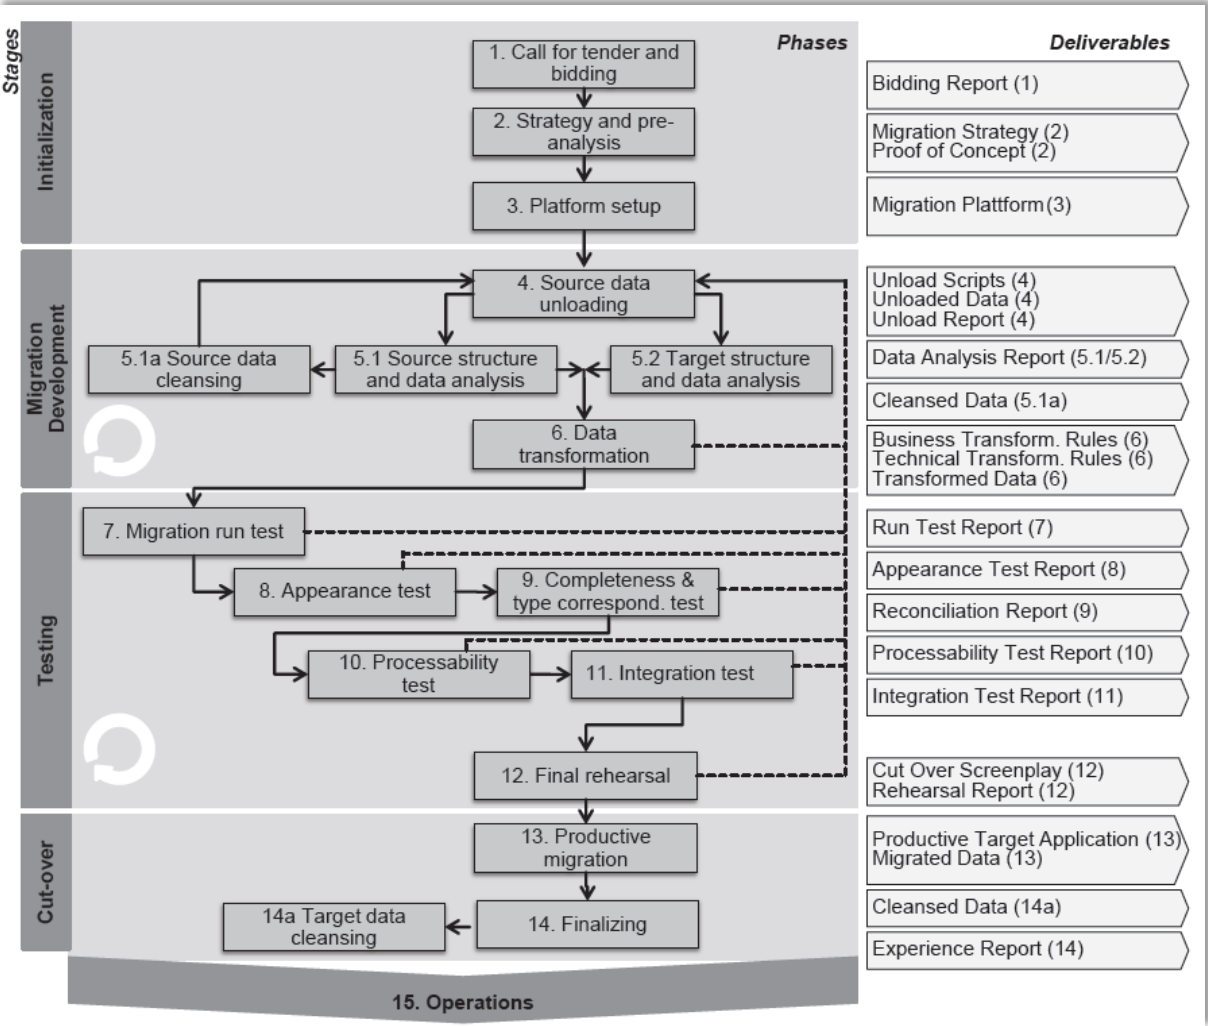 Stages
Phases
Deliverables
Initialization
1. Call for tender and
bidding
2. Strategy and pre-
analysis
3. Platform setup
Bidding Report (1)
Migration Strategy (2)
Proof of Concept (2)
Migration Plattform (3)
Migration
Development
4. Source data
unloading
5.1a Source data
cleansing
5.1 Source structure
and data analysis
5.2 Target structure
and data analysis
6. Data
transformation
Unload Scripts (4)
Unloaded Data (4)
Unload Report (4)
Data Analysis Report (5.1/5.2)
Cleansed Data (5.1a)
Business Transform. Rules (6)
Technical Transform. Rules (6)
Transformed Data (6)
Testing
7. Migration run test
8. Appearance test
9. Completeness &
type correspond. test
10. Processability
test
11. Integration test
12. Final rehearsal
Run Test Report (7)
Appearance Test Report (8)
Reconciliation Report (9)
Processability Test Report (10)
Integration Test Report (11)
Cut Over Screenplay (12)
Rehearsal Report (12)
Cut-over
13. Productive
migration
14a Target data
cleansing
14. Finalizing
Productive Target Application (13)
Migrated Data (13)
Cleansed Data (14a)
Experience Report (14)
15. Operations